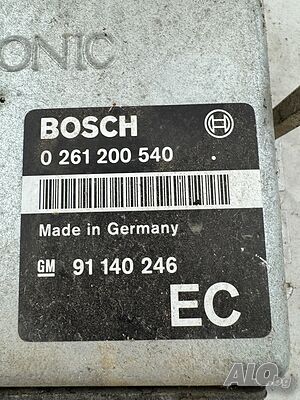 ONIC
BOSCH
0 261 200 540
Made in Germany
GM 91 140 246
EC
ALO.bg